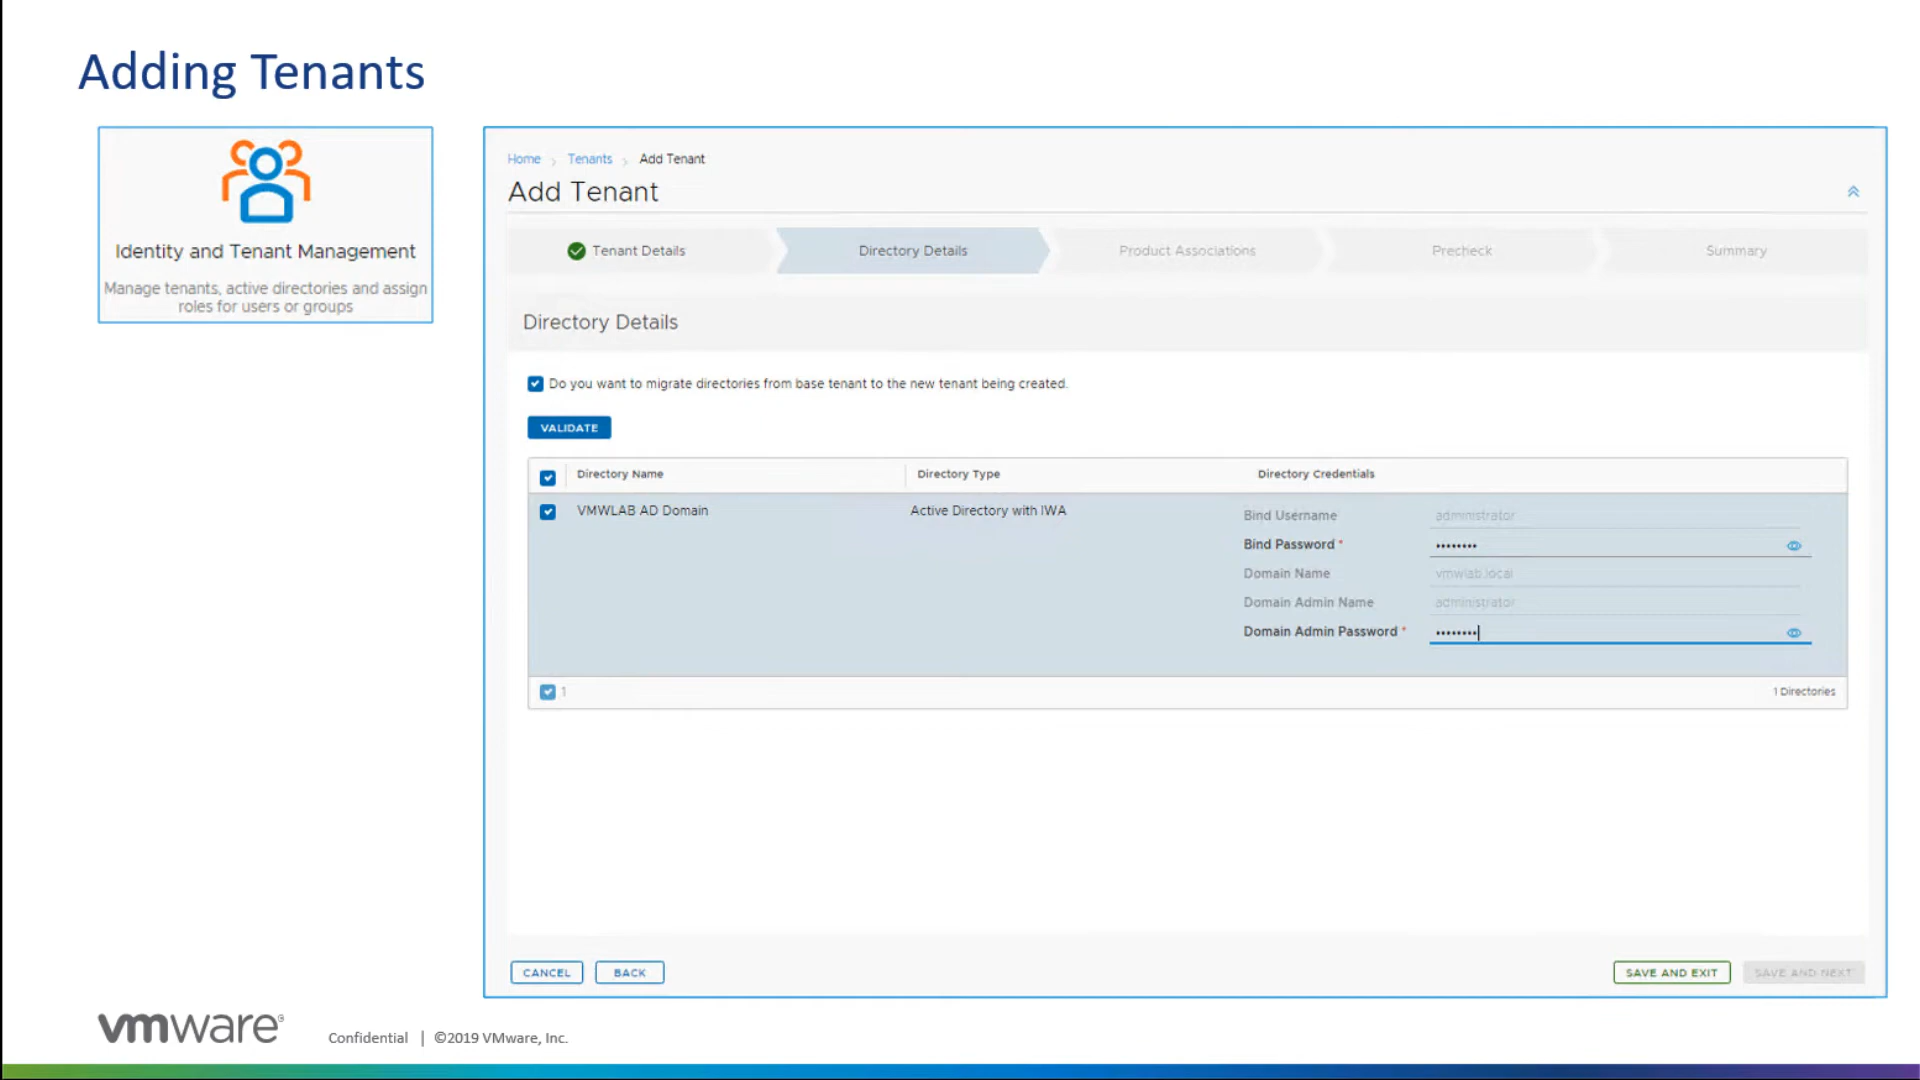 Adding Tenants
Identity and Tenant Management
Manage tenants, active directories and assign
roles for users or groups
Home > Tenants > Add Tenant
Add Tenant
Tenant Details
Directory Details
Product Associations
Precheck
Summary
Directory Details
Do you want to migrate directories from base tenant to the new tenant being created.
VALIDATE
Directory Name
Directory Type
Directory Credentials
VMWLAB AD Domain
Active Directory with IWA
Bind Username
administrator
Bind Password *
••••••••
Domain Name
vmwlab.local
Domain Admin Name
administrator
Domain Admin Password *
••••••••
1
1 Directories
CANCEL
BACK
SAVE AND EXIT
SAVE AND NEXT
vmware®
Confidential | ©2019 VMware, Inc.